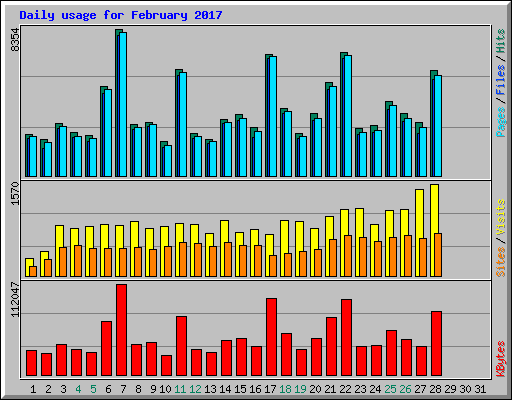 Daily usage for February 2017
8354
Pages / Files / Hits
1570
Sites / Visits
112047
KBytes
1 2 3 4 5 6 7 8 9 10 11 12 13 14 15 16 17 18 19 20 21 22 23 24 25 26 27 28 29 30 31